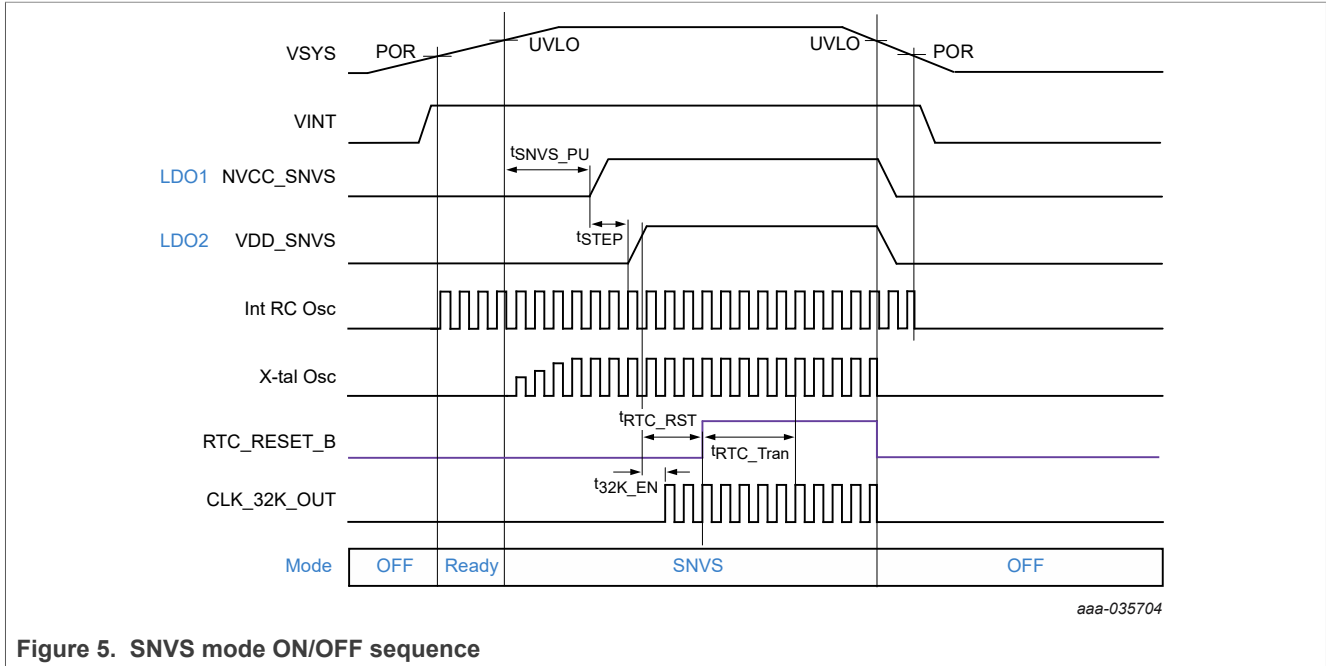 VSYS POR UVLO UVLO POR
VINT
tSNVS_PU
LDO1 NVCC_SNVS
LDO2 VDD_SNVS tSTEP
Int RC Osc
X-tal Osc
tRTC_RST
RTC_RESET_B tRTC_Tran
t32K_EN
CLK_32K_OUT
Mode OFF Ready SNVS OFF
aaa-035704
Figure 5. SNVS mode ON/OFF sequence